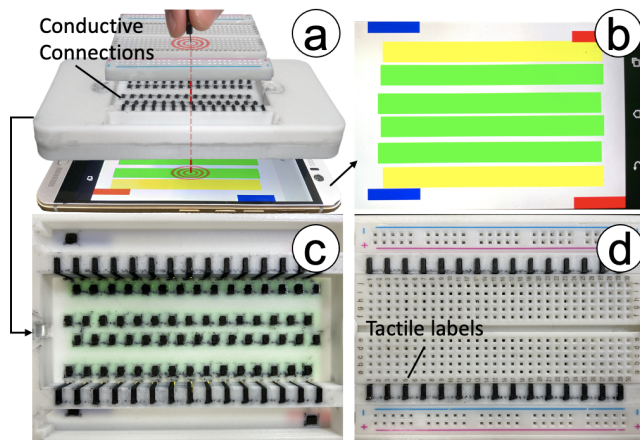 Conductive
Connections
a
b
c
d
- -
+ +
Tactile labels
- -
+ +